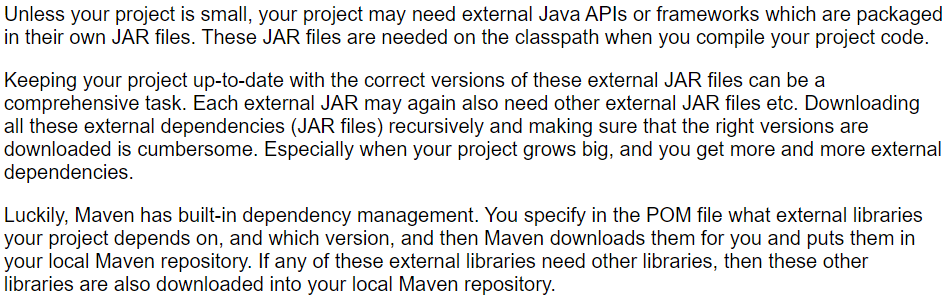 Unless your project is small, your project may need external Java APIs or frameworks which are packaged
in their own JAR files. These JAR files are needed on the classpath when you compile your project code.
Keeping your project up-to-date with the correct versions of these external JAR files can be a
comprehensive task. Each external JAR may again also need other external JAR files etc. Downloading
all these external dependencies (JAR files) recursively and making sure that the right versions are
downloaded is cumbersome. Especially when your project grows big, and you get more and more external
dependencies.
Luckily, Maven has built-in dependency management. You specify in the POM file what external libraries
your project depends on, and which version, and then Maven downloads them for you and puts them in
your local Maven repository. If any of these external libraries need other libraries, then these other
libraries are also downloaded into your local Maven repository.